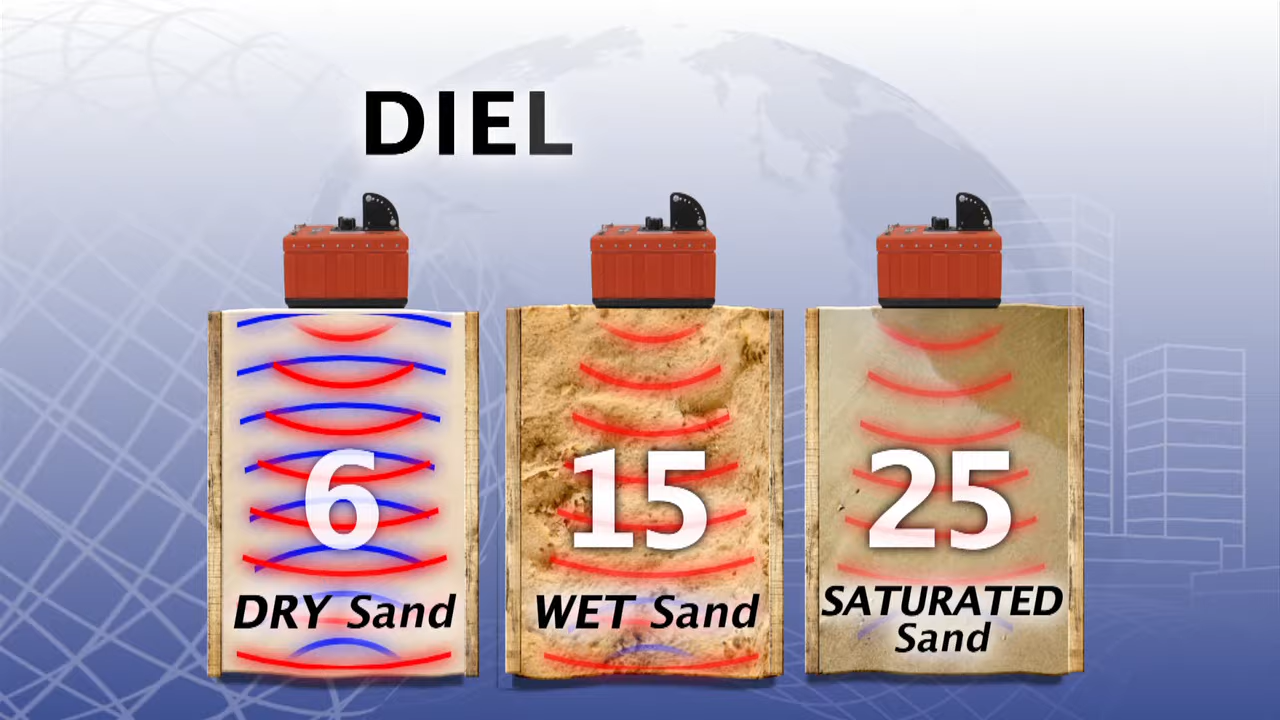 DIEL
6
15
25
DRY Sand
WET Sand
SATURATED
Sand